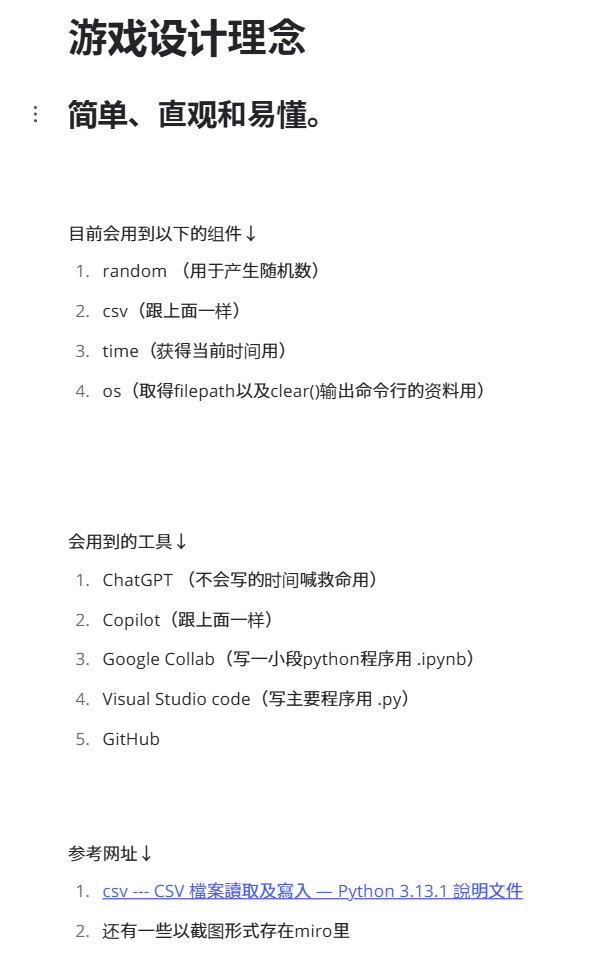 游戏设计理念
简单、直观和易懂。
目前会用到以下的组件↓
1. random （用于产生随机数）
2. csv（跟上面一样）
3. time（获得当前时间用）
4. os（取得filepath以及clear()输出命令行的资料用）
会用到的工具↓
1. ChatGPT （不会写的时间喊救命用）
2. Copilot（跟上面一样）
3. Google Collab（写一小段python程序用 .ipynb）
4. Visual Studio code（写主要程序用 .py）
5. GitHub
参考网址↓
1. csv --- CSV 檔案讀取及寫入 — Python 3.13.1 說明文件
2. 还有一些以截图形式存在miro里